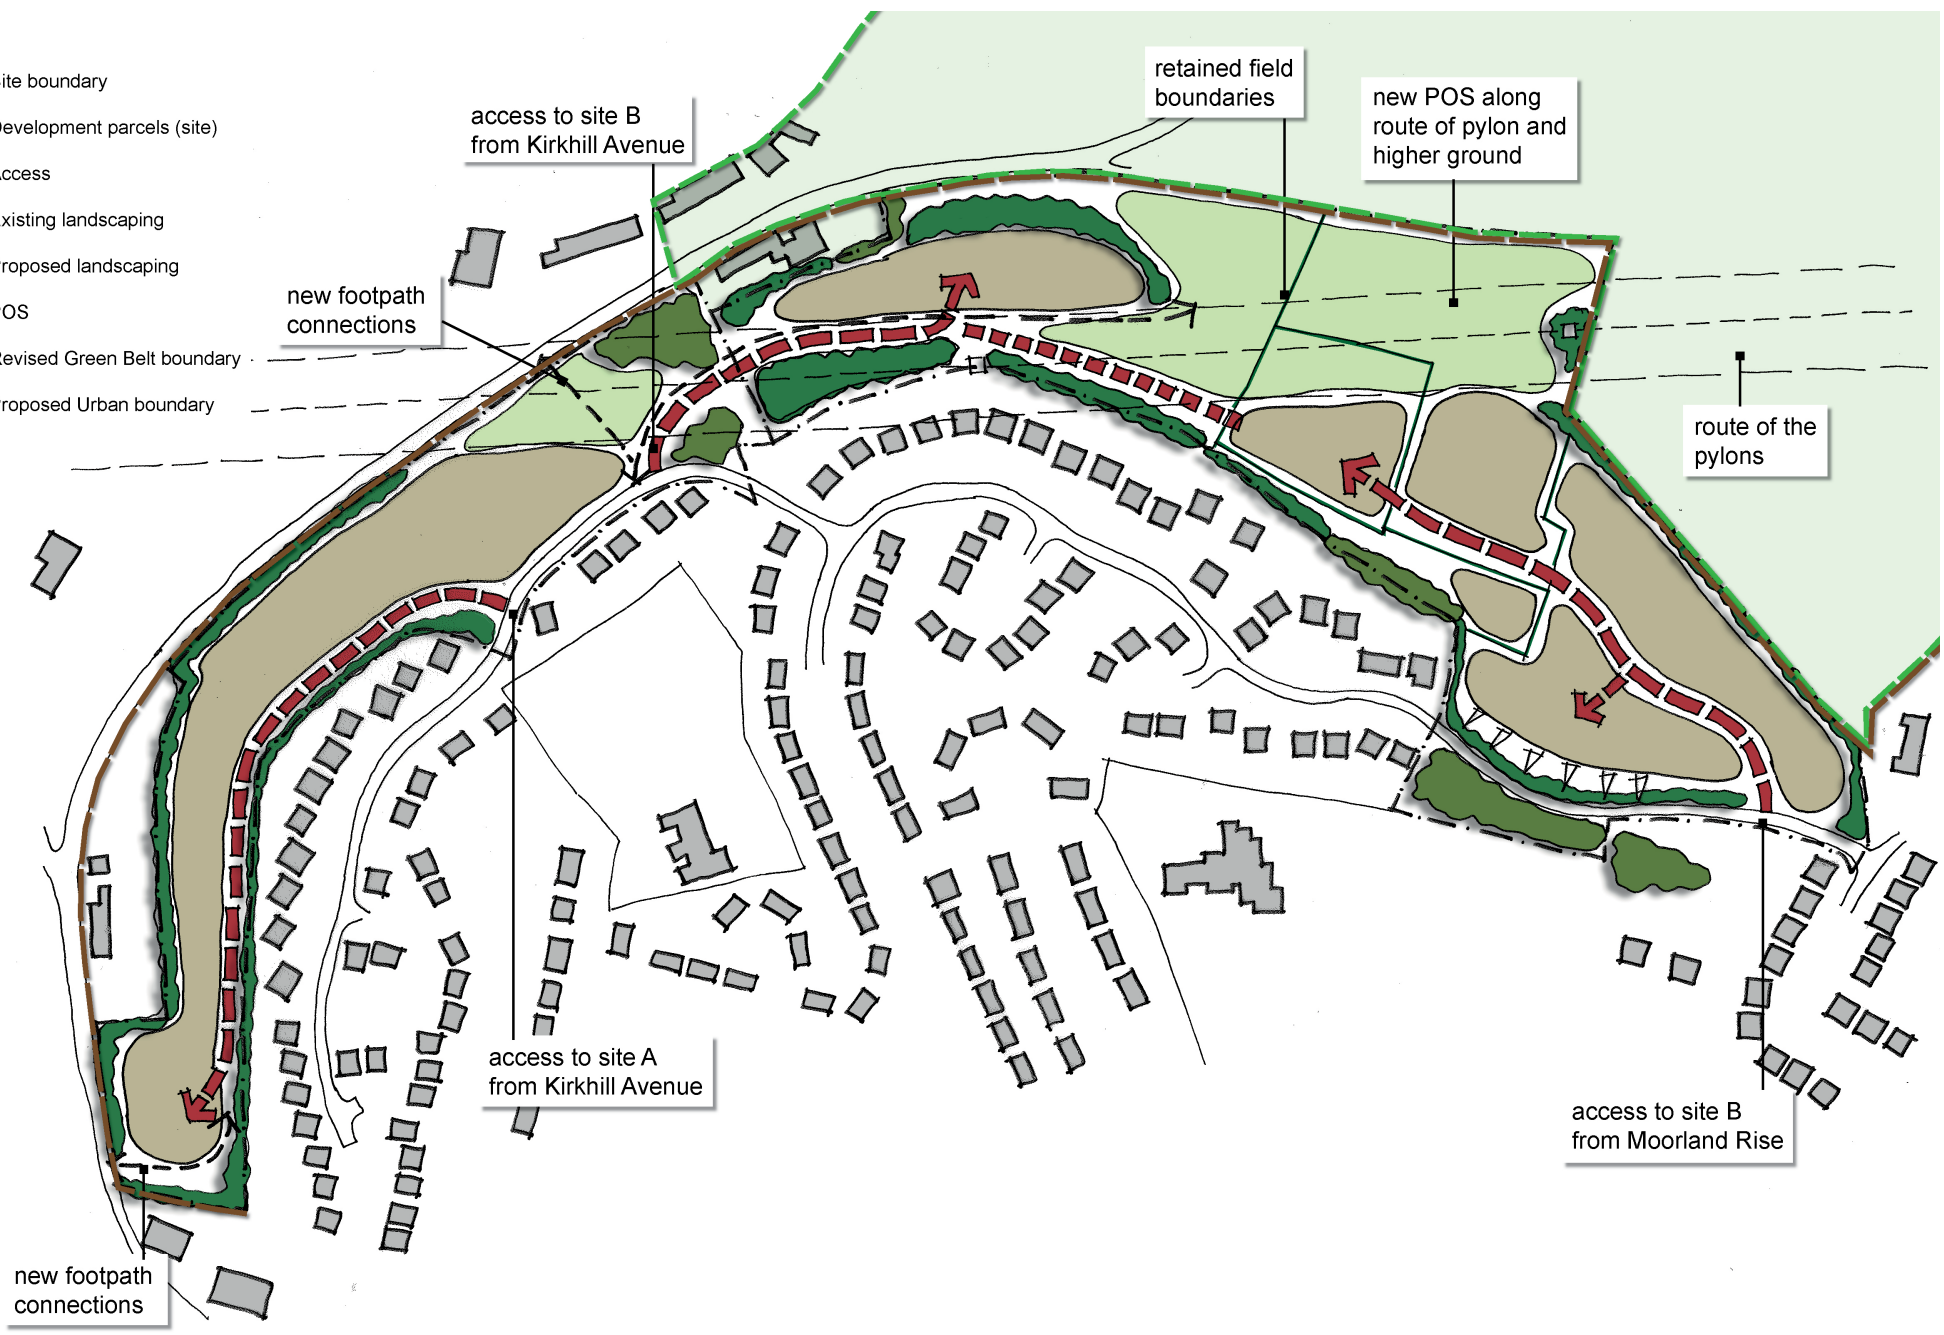 ite boundary
evelopment parcels (site)
ccess
xisting landscaping
roposed landscaping
OS
evised Green Belt boundary
roposed Urban boundary
access to site B
from Kirkhill Avenue
retained field
boundaries
new POS along
route of pylon and
higher ground
new footpath
connections
route of the
pylons
access to site A
from Kirkhill Avenue
access to site B
from Moorland Rise
new footpath
connections